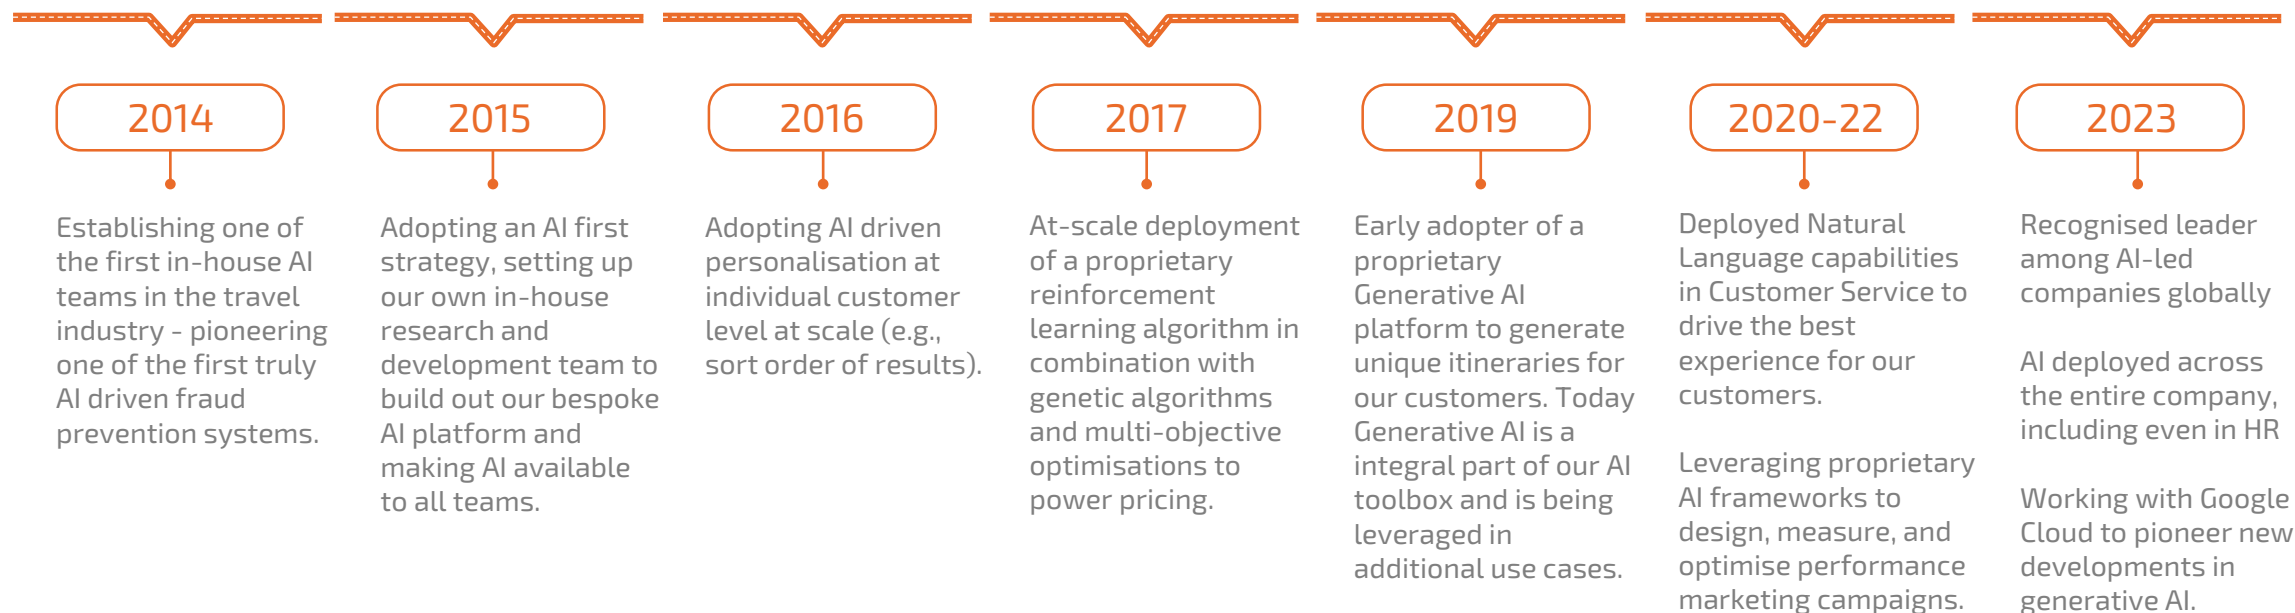 2014
Establishing one of
the first in-house AI
teams in the travel
industry - pioneering
one of the first truly
AI driven fraud
prevention systems.
2015
Adopting an AI first
strategy, setting up
our own in-house
research and
development team to
build out our bespoke
AI platform and
making AI available
to all teams.
2016
Adopting AI driven
personalisation at
individual customer
level at scale (e.g.,
sort order of results).
2017
At-scale deployment
of a proprietary
reinforcement
learning algorithm in
combination with
genetic algorithms
and multi-objective
optimisations to
power pricing.
2019
Early adopter of a
proprietary
Generative AI
platform to generate
unique itineraries for
our customers. Today
Generative AI is a
integral part of our AI
toolbox and is being
leveraged in
additional use cases.
2020-22
Deployed Natural
Language capabilities
in Customer Service to
drive the best
experience for our
customers.
Leveraging proprietary
AI frameworks to
design, measure, and
optimise performance
marketing campaigns.
2023
Recognised leader
among AI-led
companies globally
AI deployed across
the entire company,
including even in HR
Working with Google
Cloud to pioneer new
developments in
generative AI.